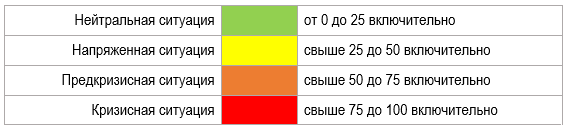 Нейтральная ситуация от 0 до 25 включительно
Напряженная ситуация свыше 25 до 50 включительно
Предкризисная ситуация свыше 50 до 75 включительно
Кризисная ситуация свыше 75 до 100 включительно